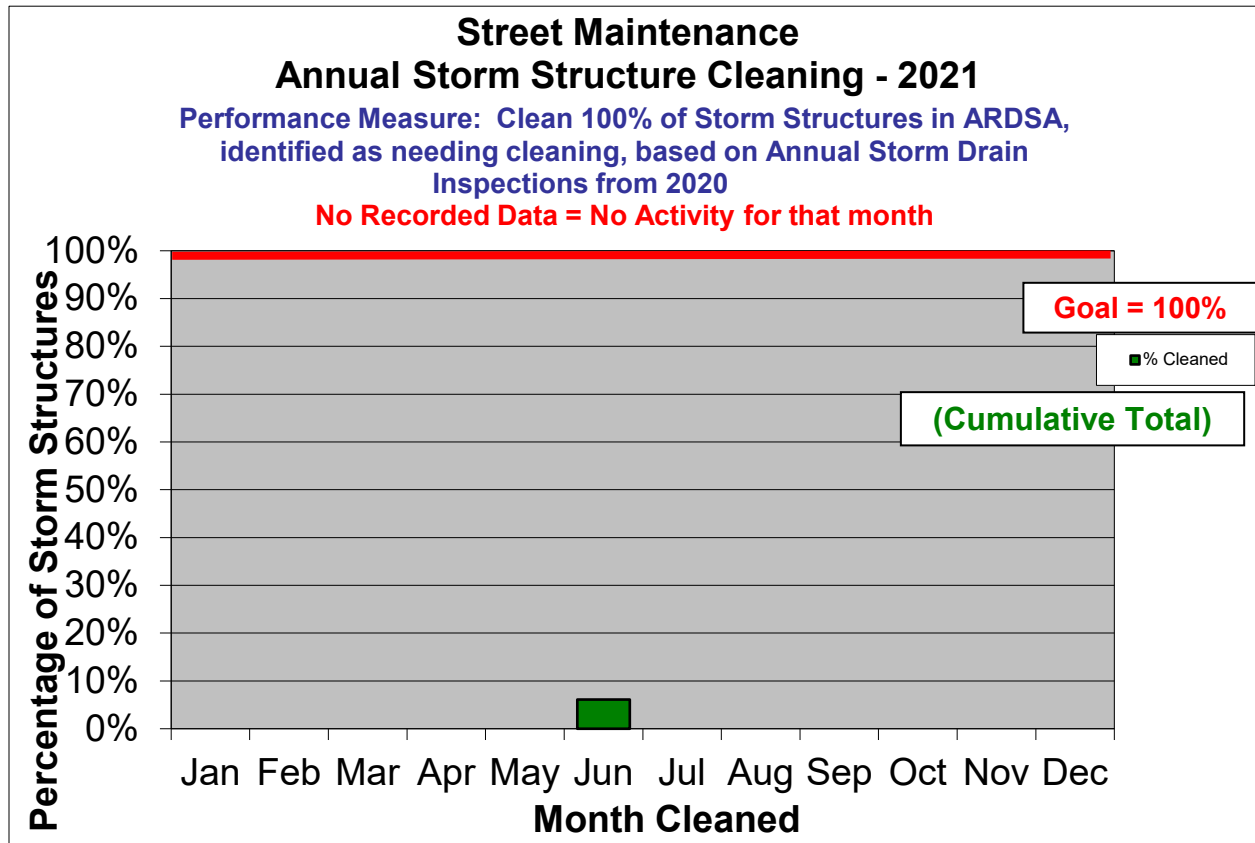 Street Maintenance
Annual Storm Structure Cleaning - 2021
Performance Measure:  Clean 100% of Storm Structures in ARDSA,
identified as needing cleaning, based on Annual Storm Drain
Inspections from 2020
No Recorded Data = No Activity for that month
Percentage of Storm Structures
100%
90%
80%
70%
60%
50%
40%
30%
20%
10%
0%
Goal = 100%
% Cleaned
(Cumulative Total)
Jan Feb Mar Apr May Jun Jul Aug Sep Oct Nov Dec
Month Cleaned